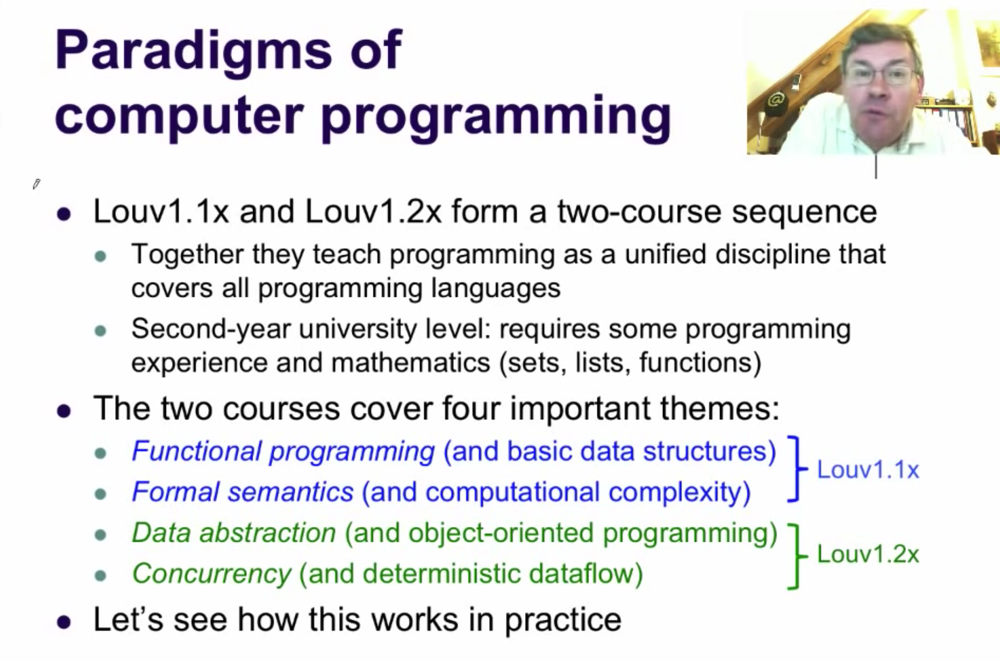 Paradigms of
computer programming
Louv1.1x and Louv1.2x form a two-course sequence
Together they teach programming as a unified discipline that
covers all programming languages
Second-year university level: requires some programming
experience and mathematics (sets, lists, functions)
The two courses cover four important themes:
Functional programming (and basic data structures)
Formal semantics (and computational complexity)
Louv1.1x
Data abstraction (and object-oriented programming)
Concurrency (and deterministic dataflow)
Louv1.2x
Let’s see how this works in practice
@